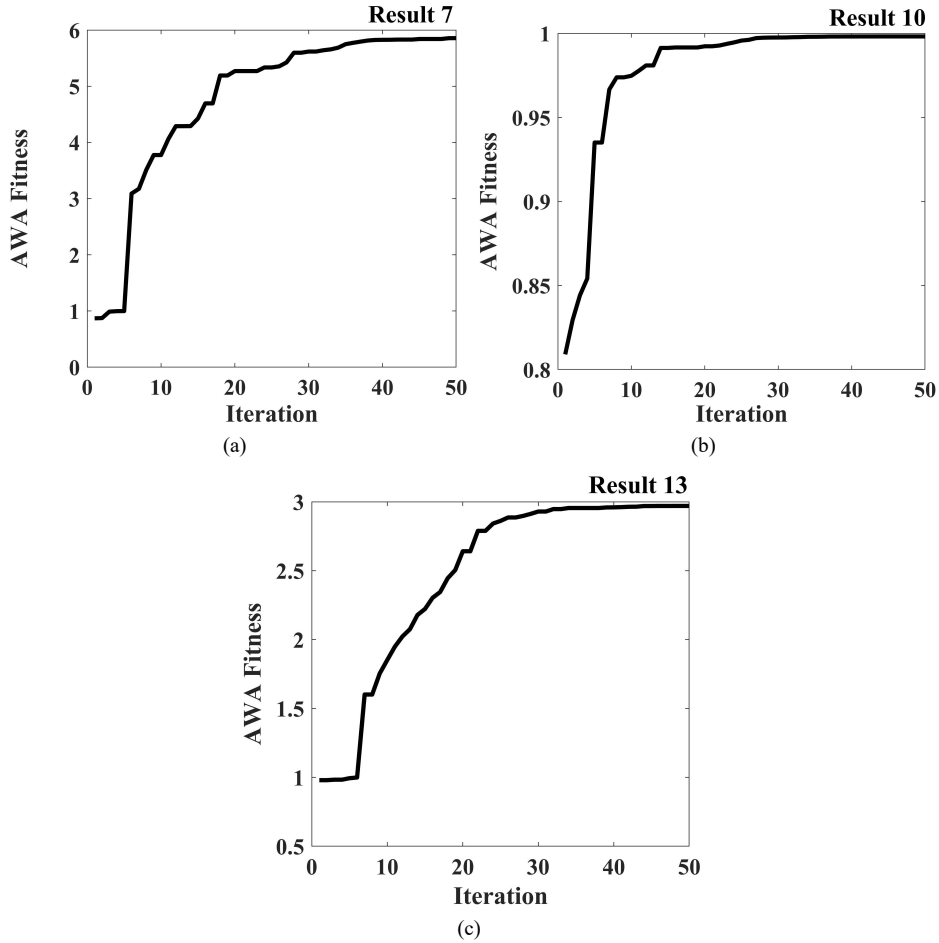 Result 7
6
5
4
3
2
1
0
AWA Fitness
0 10 20 30 40 50
Iteration
(a)
Result 10
1
0.95
0.9
0.85
0.8
AWA Fitness
0 10 20 30 40 50
Iteration
(b)
Result 13
3
2.5
2
1.5
1
0.5
AWA Fitness
0 10 20 30 40 50
Iteration
(c)